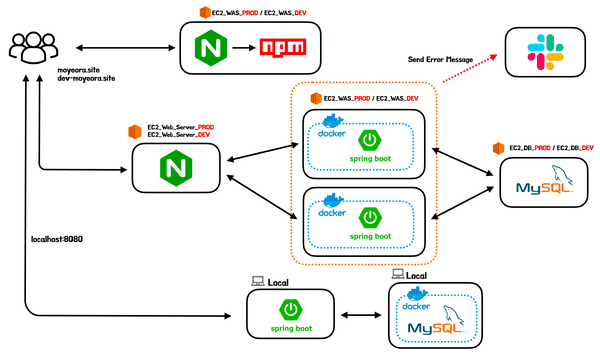 EC2_WAS_PROD / EC2_WAS_DEV
N
npm
moyeora.site
dev-moyeora.site
Send Error Message
EC2_WAS_PROD / EC2_WAS_DEV
EC2_Web_Server_PROD
EC2_Web_Server_DEV
N
docker
spring boot
docker
spring boot
EC2_DB_PROD / EC2_DB_DEV
MySQL
localhost:8080
Local
spring boot
Local
docker
MySQL